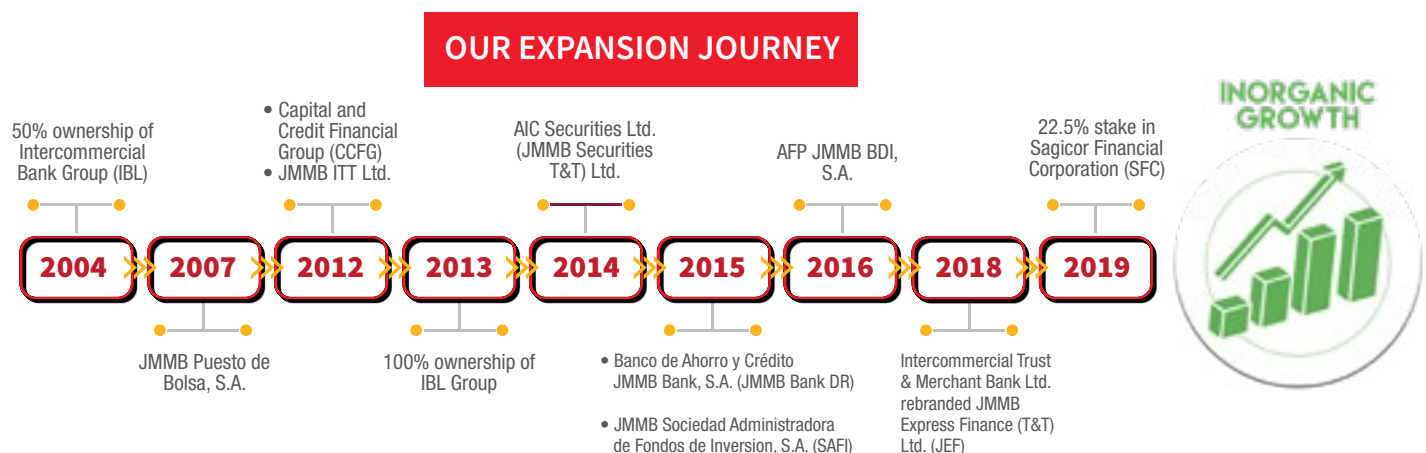 OUR EXPANSION JOURNEY
50% ownership of
Intercommercial
Bank Group (IBL)
• Capital and
Credit Financial
Group (CCFG)
• JMMB ITT Ltd.
AIC Securities Ltd.
(JMMB Securities
T&T) Ltd.
AFP JMMB BDI,
S.A.
22.5% stake in
Sagicor Financial
Corporation (SFC)
INORGANIC
GROWTH
2004
2007
2012
2013
2014
2015
2016
2018
2019
JMMB Puesto de
Bolsa, S.A.
100% ownership of
IBL Group
• Banco de Ahorro y Crédito
JMMB Bank, S.A. (JMMB Bank DR)
• JMMB Sociedad Administradora
de Fondos de Inversion, S.A. (SAFI)
Intercommercial Trust
& Merchant Bank Ltd.
rebranded JMMB
Express Finance (T&T)
Ltd. (JEF)